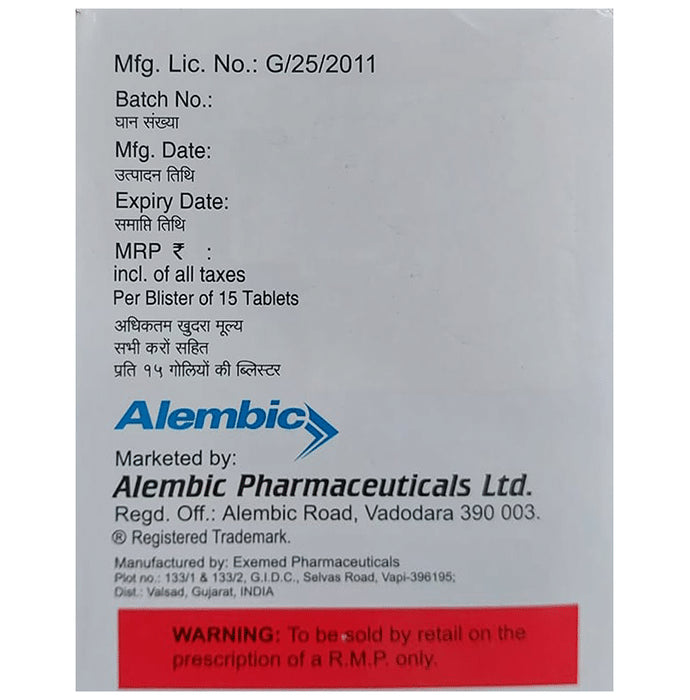 Mfg. Lic. No.: G/25/2011
Batch No.:
घान संख्या
Mfg. Date:
उत्पादन तिथि
Expiry Date:
समाप्ति तिथि
MRP ₹ :
incl. of all taxes
Per Blister of 15 Tablets
अधिकतम खुदरा मूल्य
सभी करों सहित
प्रति १५ गोलियों की ब्लिस्टर
Alembic
Marketed by:
Alembic Pharmaceuticals Ltd.
Regd. Off.: Alembic Road, Vadodara 390 003.
® Registered Trademark.
Manufactured by: Exemed Pharmaceuticals
Plot no.: 133/1 & 133/2, G.I.D.C., Selvas Road, Vapi-396195;
Dist.: Valsad, Gujarat, INDIA
WARNING: To be sold by retail on the
prescription of a R.M.P. only.